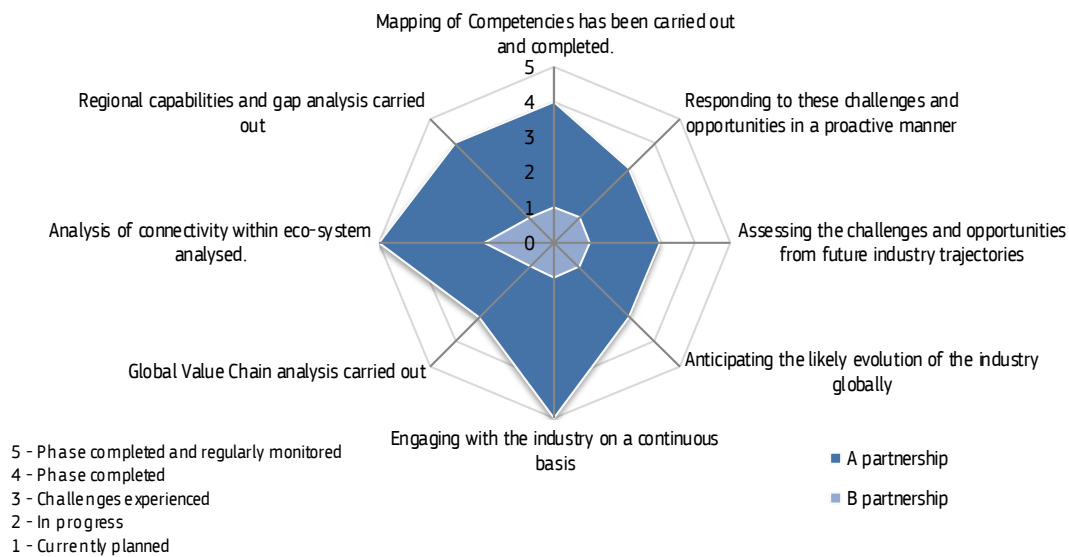 Mapping of Competencies has been carried out
and completed.
5
4
3
2
1
0
Responding to these challenges and
opportunities in a proactive manner
Assessing the challenges and opportunities
from future industry trajectories
Anticipating the likely evolution of the industry
globally
Engaging with the industry on a continuous
basis
Global Value Chain analysis carried out
Analysis of connectivity within eco-system
analysed.
Regional capabilities and gap analysis carried
out
5 - Phase completed and regularly monitored
4 - Phase completed
3 - Challenges experienced
2 - In progress
1 - Currently planned
A partnership
B partnership